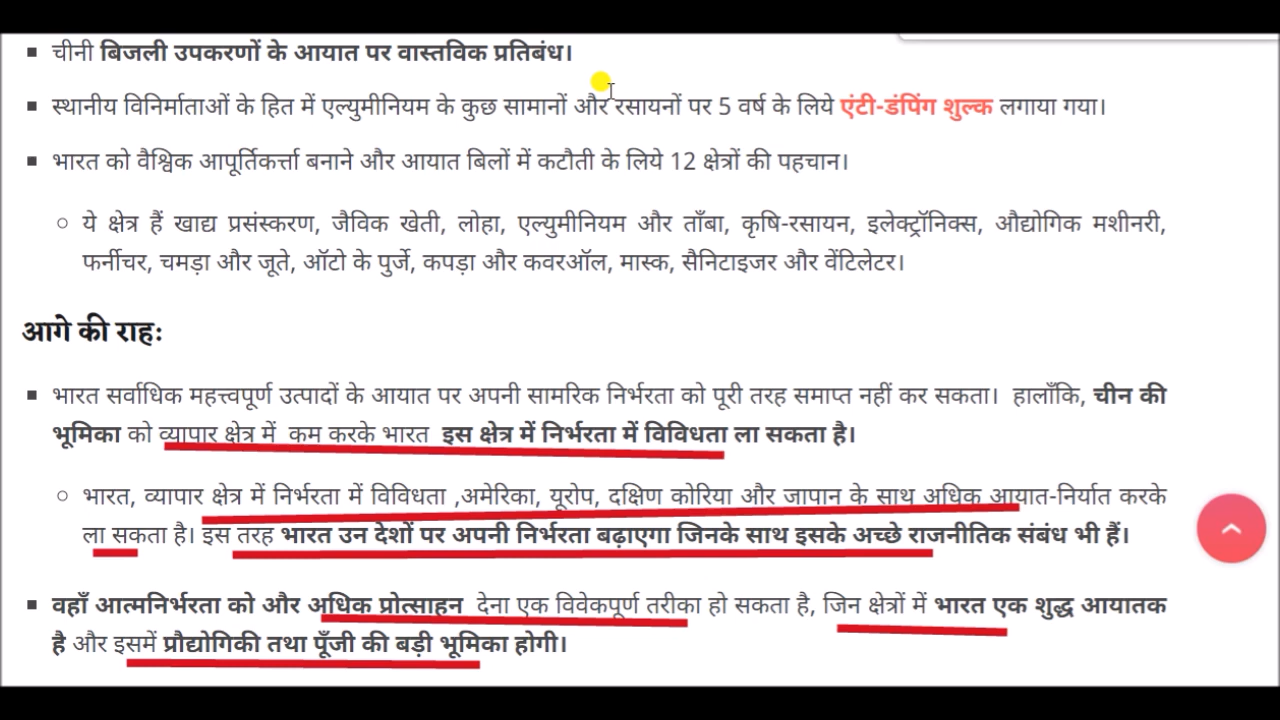 चीनी बिजली उपकरणों के आयात पर वास्तविक प्रतिबंध।
स्थानीय विनिर्माताओं के हित में एल्युमीनियम के कुछ सामानों और रसायनों पर 5 वर्ष के लिये एंटी-डंपिंग शुल्क लगाया गया।
भारत को वैश्विक आपूर्तिकर्त्ता बनाने और आयात बिलों में कटौती के लिये 12 क्षेत्रों की पहचान।
ये क्षेत्र हैं खाद्य प्रसंस्करण, जैविक खेती, लोहा, एल्युमीनियम और ताँबा, कृषि-रसायन, इलेक्ट्रॉनिक्स, औद्योगिक मशीनरी,
फर्नीचर, चमड़ा और जूते, ऑटो के पुर्जे, कपड़ा और कवरऑल, मास्क, सैनिटाइजर और वेंटिलेटर।
आगे की राहः
भारत सर्वाधिक महत्त्वपूर्ण उत्पादों के आयात पर अपनी सामरिक निर्भरता को पूरी तरह समाप्त नहीं कर सकता। हालाँकि, चीन की
भूमिका को व्यापार क्षेत्र में कम करके भारत इस क्षेत्र में निर्भरता में विविधता ला सकता है।
भारत, व्यापार क्षेत्र में निर्भरता में विविधता ,अमेरिका, यूरोप, दक्षिण कोरिया और जापान के साथ अधिक आयात-निर्यात करके
ला सकता है। इस तरह भारत उन देशों पर अपनी निर्भरता बढ़ाएगा जिनके साथ इसके अच्छे राजनीतिक संबंध भी हैं।
वहाँ आत्मनिर्भरता को और अधिक प्रोत्साहन देना एक विवेकपूर्ण तरीका हो सकता है, जिन क्षेत्रों में भारत एक शुद्ध आयातक
है और इसमें प्रौद्योगिकी तथा पूँजी की बड़ी भूमिका होगी।